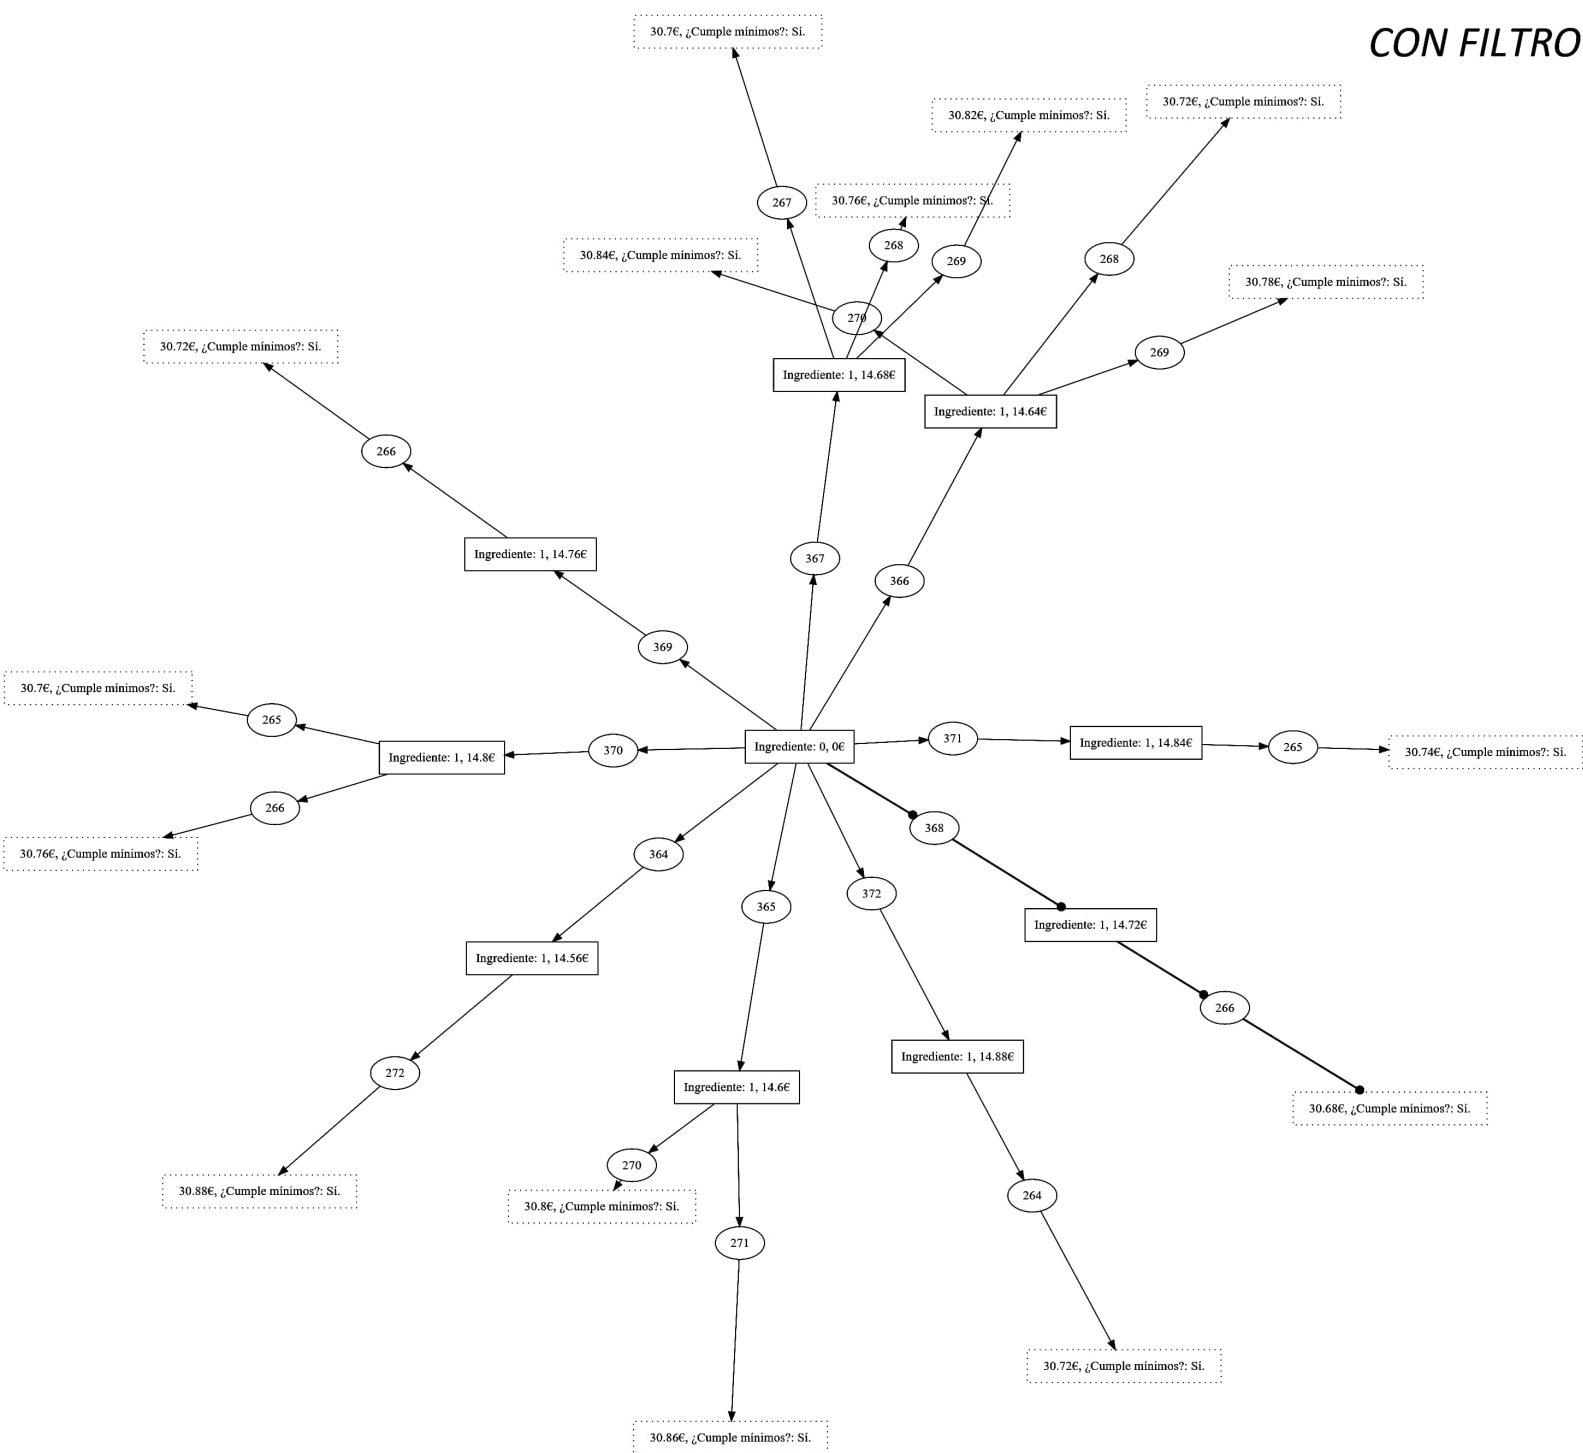 30.7€, ¿Cumple mínimos?: Sí.
CON FILTRO
30.72€, ¿Cumple mínimos?: Sí.
30.82€, ¿Cumple mínimos?: Sí.
267
30.76€, ¿Cumple mínimos?: Sí.
268
30.84€, ¿Cumple mínimos?: Sí.
269
268
30.78€, ¿Cumple mínimos?: Sí.
270
30.72€, ¿Cumple mínimos?: Sí.
269
Ingrediente: 1, 14.68€
Ingrediente: 1, 14.64€
266
Ingrediente: 1, 14.76€
367
366
369
30.7€, ¿Cumple mínimos?: Sí.
265
370
Ingrediente: 0, 0€
371
Ingrediente: 1, 14.84€
265
30.74€, ¿Cumple mínimos?: Sí.
Ingrediente: 1, 14.8€
266
30.76€, ¿Cumple mínimos?: Sí.
364
368
372
365
Ingrediente: 1, 14.72€
Ingrediente: 1, 14.56€
266
272
Ingrediente: 1, 14.6€
Ingrediente: 1, 14.88€
30.68€, ¿Cumple mínimos?: Sí.
270
30.88€, ¿Cumple mínimos?: Sí.
30.8€, ¿Cumple mínimos?: Sí.
264
271
30.72€, ¿Cumple mínimos?: Sí.
30.86€, ¿Cumple mínimos?: Sí.